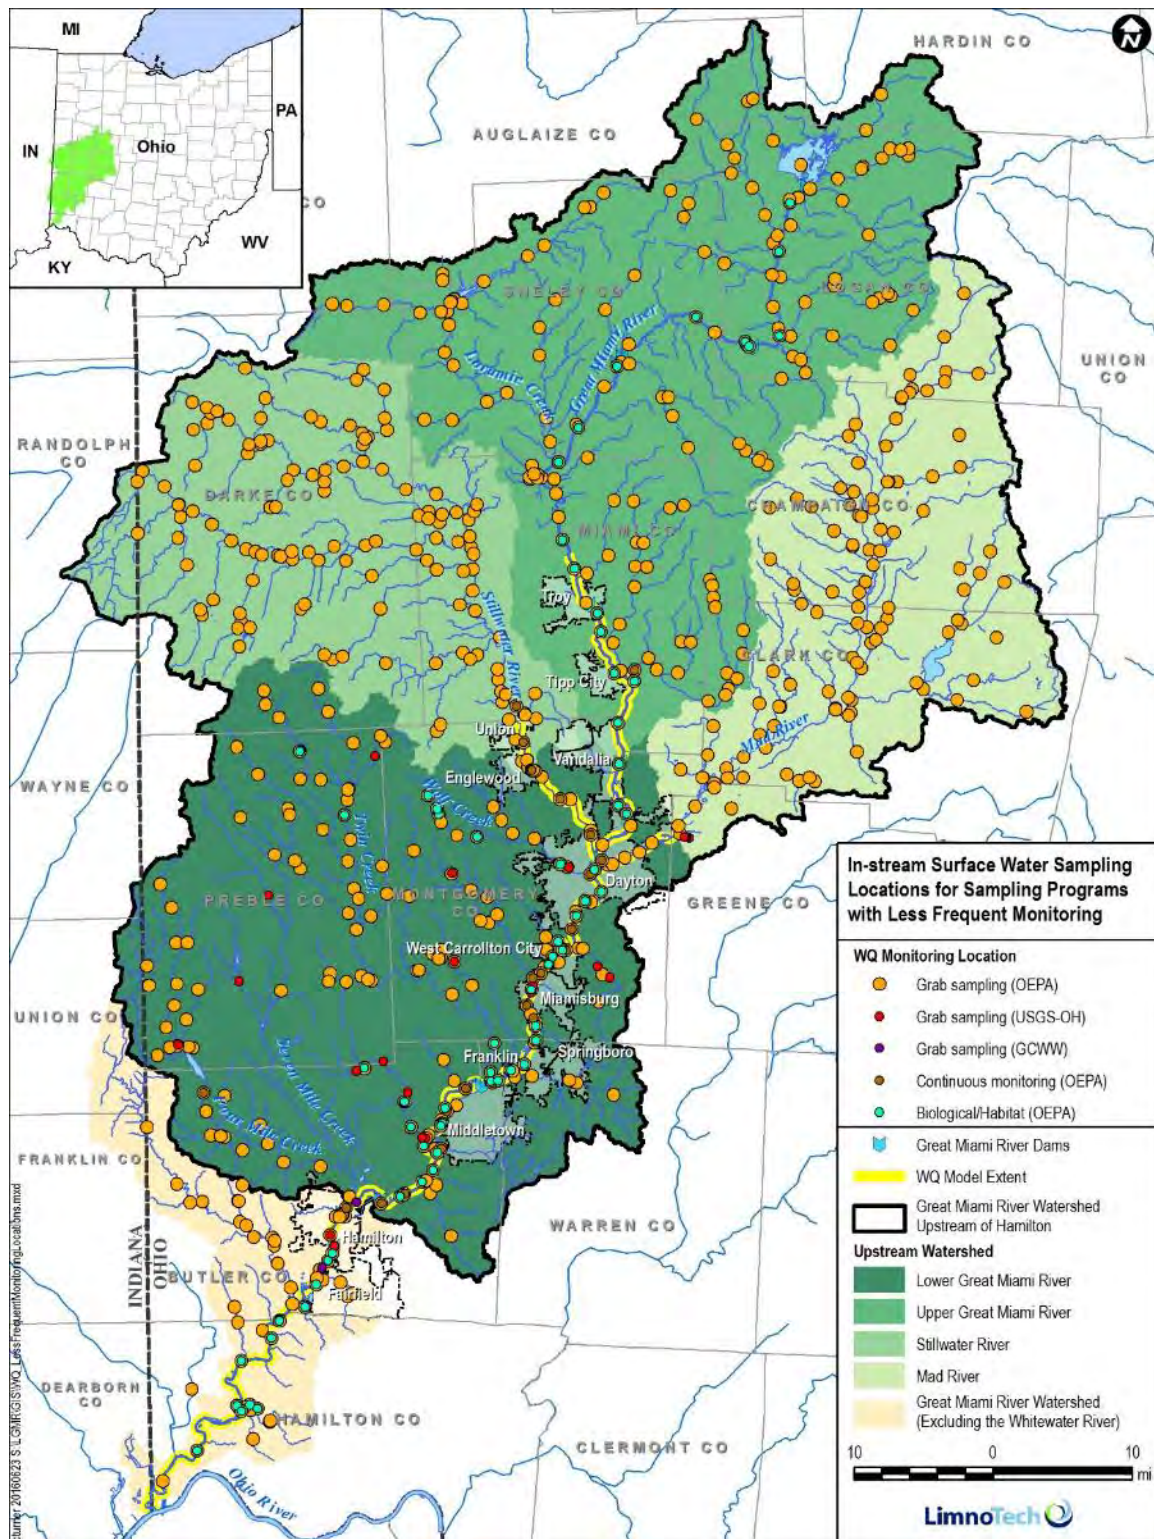 MI
PA
IN
Ohio
CO
WV
KY
N
HARDIN CO
AUGLAIZE CO
SHELBY CO
LOGAN CO
UNION
CO
Great Miami River
Loramie Creek
RANDOLPH
CO
DARKE CO
CHAMPAIGN CO
MIAMI CO
Troy
Stillwater River
CLARK CO
Tipp City
Union
Mad River
Vandalia
Englewood
WAYNE CO
Wolf Creek
Twin Creek
Dayton
PREBLE CO
MONTGOMERY
CO
GREENE CO
West Carrollton City
Miamisburg
UNION CO
Franklin
Springboro
Seven Mile Creek
Four Mile Creek
Middletown
FRANKLIN CO
WARREN CO
Hamilton
INDIANA
OHIO
BUTLER CO
Fairfield
DEARBORN
CO
HAMILTON CO
CLERMONT CO
Ohio River
In-stream Surface Water Sampling
Locations for Sampling Programs
with Less Frequent Monitoring
WQ Monitoring Location
Grab sampling (OEPA)
Grab sampling (USGS-OH)
Grab sampling (GCWW)
Continuous monitoring (OEPA)
Biological/Habitat (OEPA)
Great Miami River Dams
WQ Model Extent
Great Miami River Watershed
Upstream of Hamilton
Upstream Watershed
Lower Great Miami River
Upper Great Miami River
Stillwater River
Mad River
Great Miami River Watershed
(Excluding the Whitewater River)
10 0 10
mi
LimnoTech